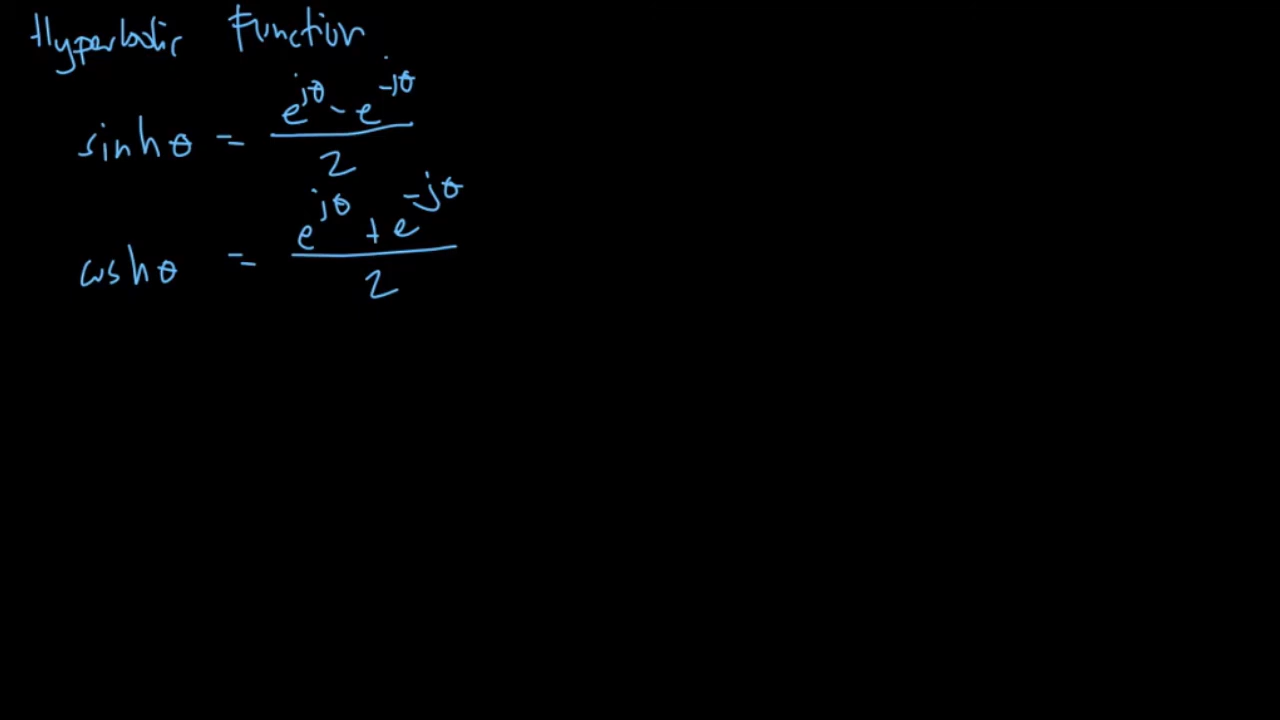 Hyperbolic Function
sinhθ = (e^{jθ} - e^{-jθ})/2
coshθ = (e^{jθ} + e^{-jθ})/2